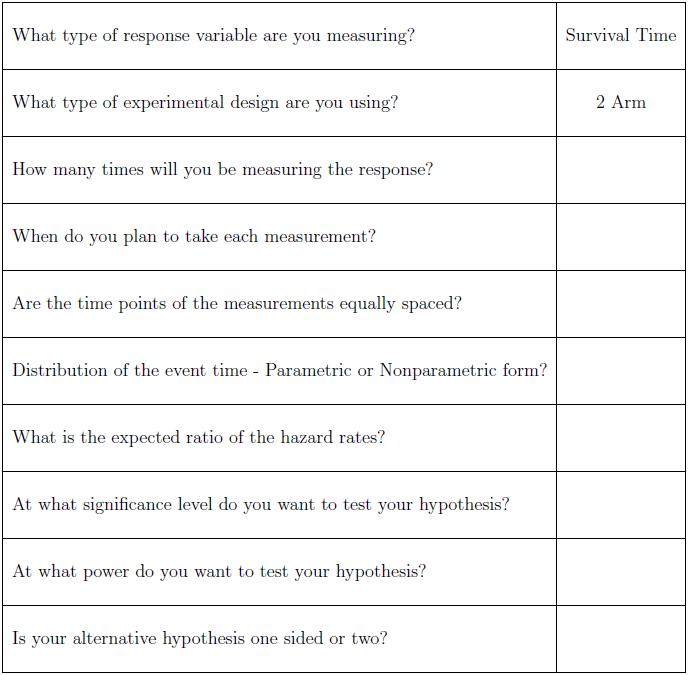 What type of response variable are you measuring? Survival Time
What type of experimental design are you using? 2 Arm
How many times will you be measuring the response?
When do you plan to take each measurement?
Are the time points of the measurements equally spaced?
Distribution of the event time - Parametric or Nonparametric form?
What is the expected ratio of the hazard rates?
At what significance level do you want to test your hypothesis?
At what power do you want to test your hypothesis?
Is your alternative hypothesis one sided or two?